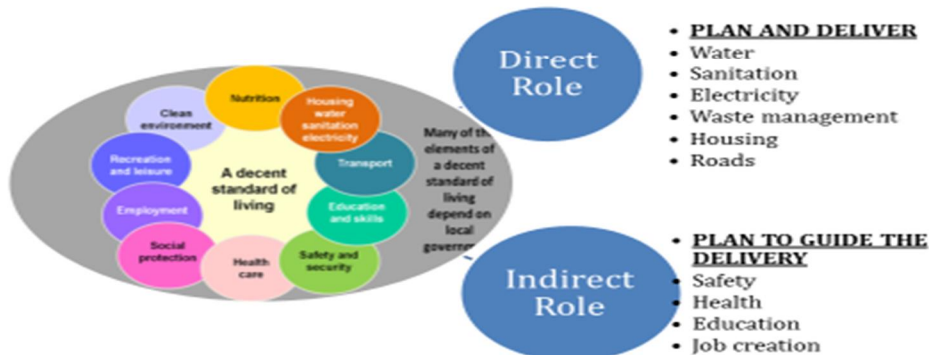 Nutrition
Housing
water
sanitation
electricity
Clean
environment
Transport
Recreation
and leisure
A decent
standard of
living
Education
and skills
Employment
Social
protection
Health
care
Safety and
security
Many of the
elements of
a decent
standard of
living
depend on
local
Direct
Role
• PLAN AND DELIVER
• Water
• Sanitation
• Electricity
• Waste management
• Housing
• Roads
Indirect
Role
• PLAN TO GUIDE THE
DELIVERY
• Safety
• Health
• Education
• Job creation